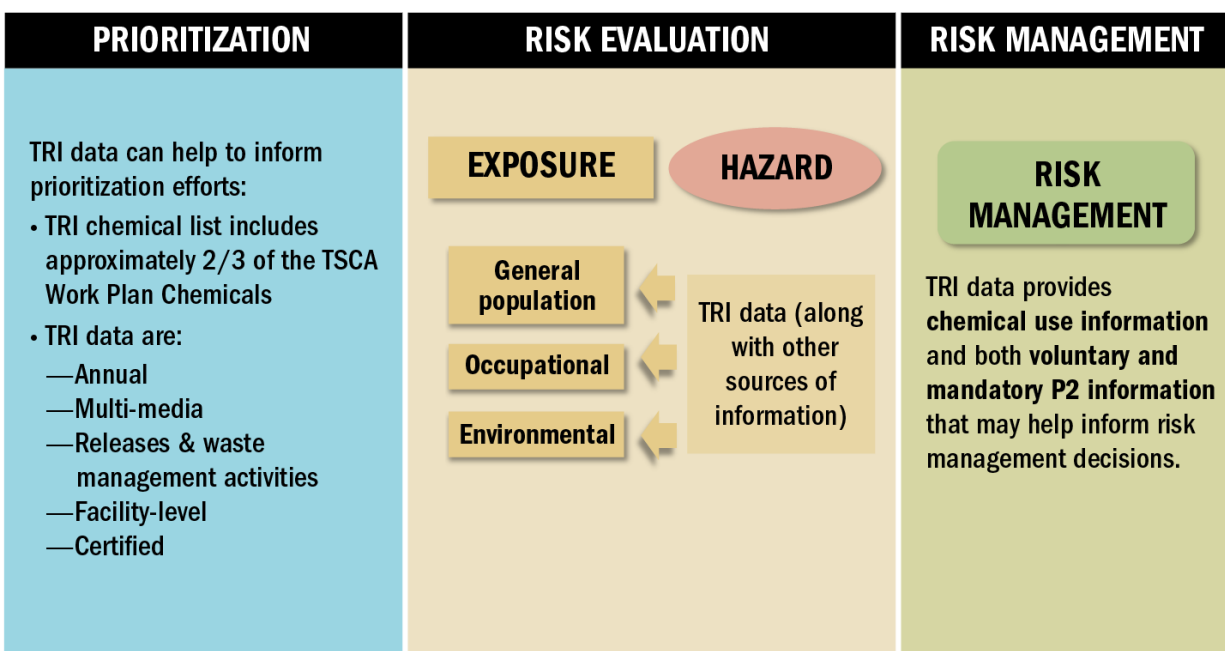 PRIORITIZATION
TRI data can help to inform
prioritization efforts:
• TRI chemical list includes
approximately 2/3 of the TSCA
Work Plan Chemicals
• TRI data are:
—Annual
—Multi-media
—Releases & waste
management activities
—Facility-level
—Certified
RISK EVALUATION
EXPOSURE
HAZARD
General
population
Occupational
Environmental
TRI data (along
with other
sources of
information)
RISK MANAGEMENT
RISK
MANAGEMENT
TRI data provides
chemical use information
and both voluntary and
mandatory P2 information
that may help inform risk
management decisions.